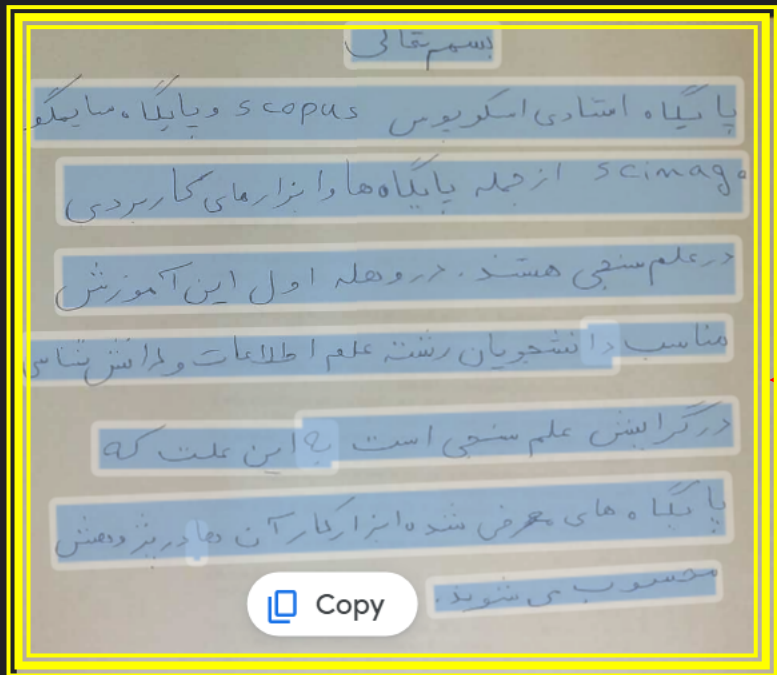 بسمه تعالی
پایگاه استنادی اسکوپوس scopus و پایگاه سایمگو
scimago از جمله پایگاه ها و ابزارهای کاربردی
در علم سنجی هستند. در وهله اول این آموزش
مناسب دانشجویان رشته علم اطلاعات و دانش شناسی
در گرایش علم سنجی است به این علت که
پایگاه های معرفی شده ابزار کار آن ها در پژوهش
محسوب می شوند.
Copy